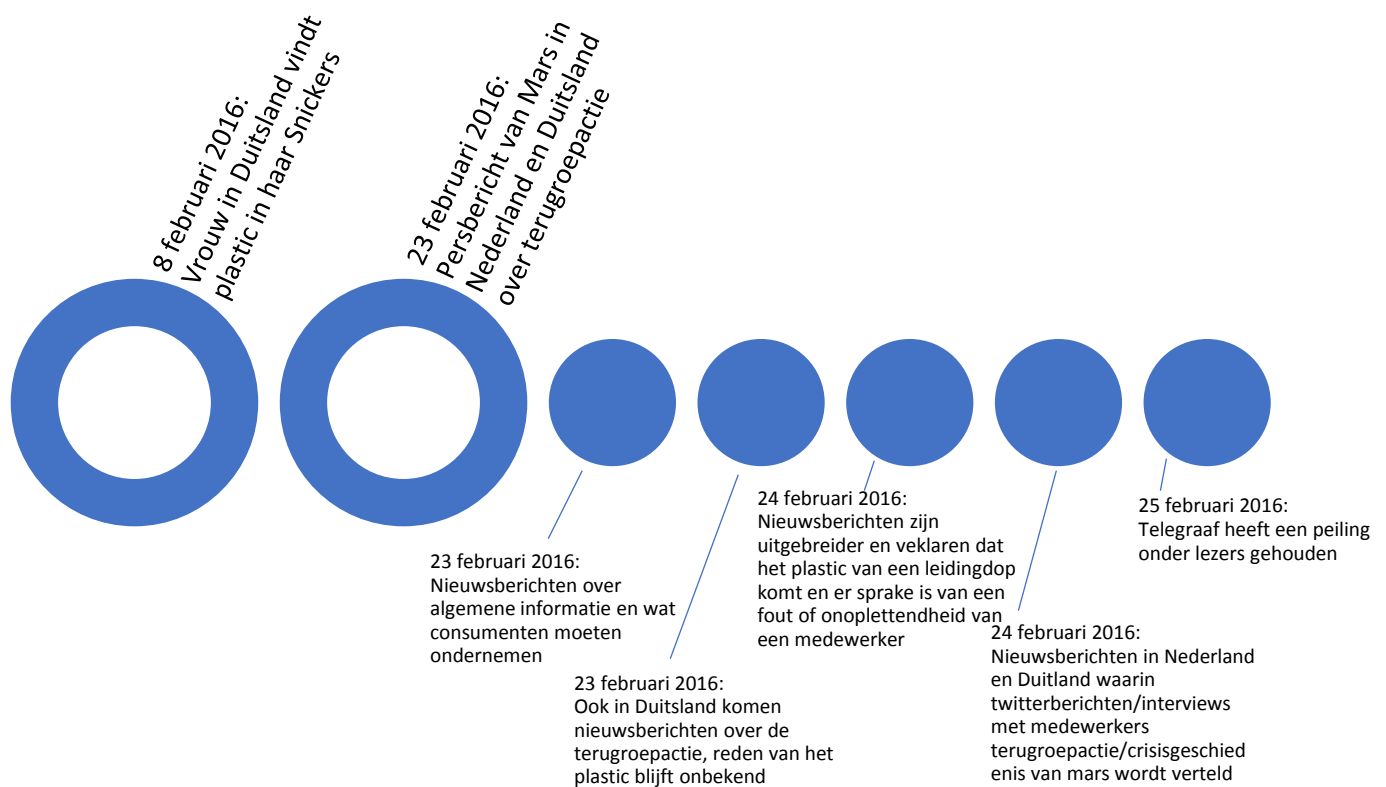 8 februari 2016:
Vrouw in Duitsland vindt
plastic in haar Snickers
23 februari 2016:
Persbericht van Mars in
Nederland en Duitsland
over terugroepactie
23 februari 2016:
Nieuwsberichten over
algemene informatie en wat
consumenten moeten
ondernemen
23 februari 2016:
Ook in Duitsland komen
nieuwsberichten over de
terugroepactie, reden van het
plastic blijft onbekend
24 februari 2016:
Nieuwsberichten zijn
uitgebreider en veklaren dat
het plastic van een leidingdop
komt en er sprake is van een
fout of onoplettendheid van
een medewerker
24 februari 2016:
Nieuwsberichten in Nederland
en Duitland waarin
twitterberichten/interviews
met medewerkers
terugroepactie/crisisgeschied
enis van mars wordt verteld
25 februari 2016:
Telegraaf heeft een peiling
onder lezers gehouden